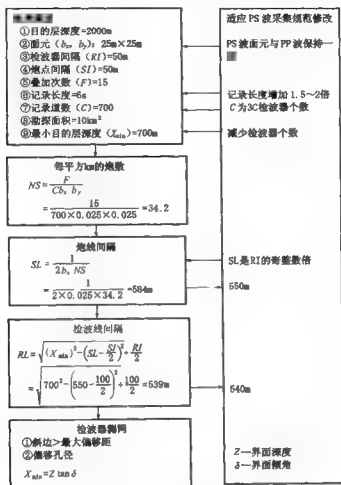 ①目的层深度=2000m
②面元(bₓ, bᵧ): 25m×25m
③检波器间隔(RI)=50m
④炮点间隔(SI)=50m
⑤叠加次数(F)=15
⑥记录长度=6s
⑦记录道数(C)=700
⑧勘探面积=10km²
⑨最小目的层深度(Xmin)=700m
每平方km的炮数
NS=F/(Cbₓ bᵧ)
=15/(700×0.025×0.025)=34.2
炮线间隔
SL=1/(2bₓ NS)
=1/(2×0.025×34.2)=584m
检波线间隔
RL=√((Xmin)²-(SL-SI/2)²)+RI/2
=√(700²-(550-100/2)²)+100/2=539m
①斜边>最大偏移距
②偏移孔径
Xmin=Z tan δ
适应PS波采集规范修改
PS波面元与PP波保持一
记录长度增加1.5～2倍
C为3C检波器个数
减少检波器个数
SL是RI的奇整数倍
550m
540m
Z—界面深度
δ—界面倾角